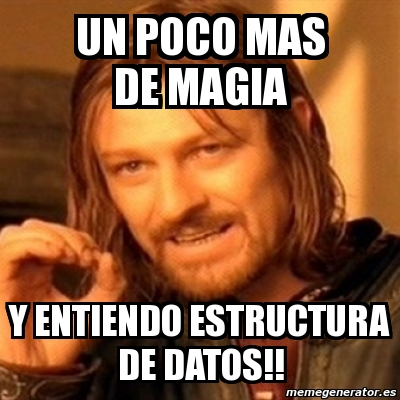 UN POCO MAS
DE MAGIA
Y ENTIENDO ESTRUCTURA
DE DATOS!!
memegenerator.es